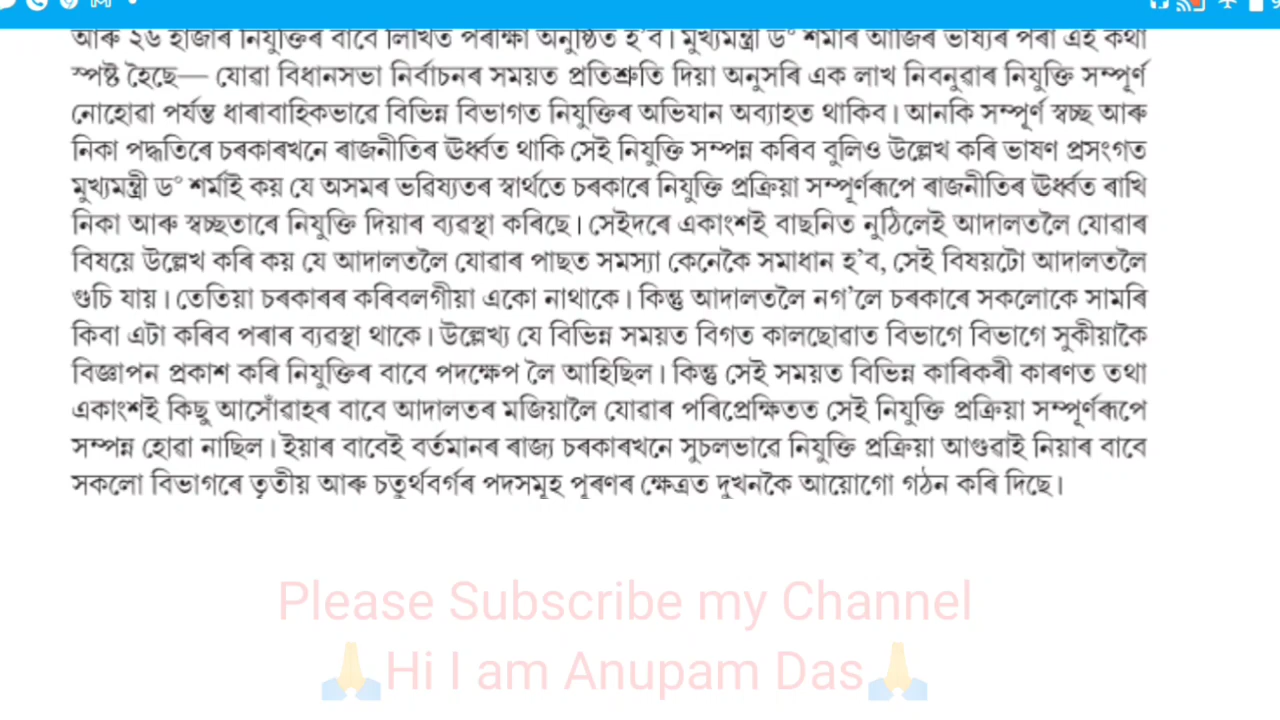 আৰু ২৬ হাজাৰ নিযুক্তিৰ বাবে লিখিত পৰীক্ষা অনুষ্ঠিত হ'ব। মুখ্যমন্ত্ৰী ড° শৰ্মাৰ আজিৰ ভাষ্যৰ পৰা এই কথা
স্পষ্ট হৈছে— যোৱা বিধানসভা নিৰ্বাচনৰ সময়ত প্ৰতিশ্ৰুতি দিয়া অনুসৰি এক লাখ নিবনুৱাৰ নিযুক্তি সম্পূৰ্ণ
নোহোৱা পৰ্যন্ত ধাৰাবাহিকভাৱে বিভিন্ন বিভাগত নিযুক্তিৰ অভিযান অব্যাহত থাকিব। আনকি সম্পূৰ্ণ স্বচ্ছ আৰু
নিকা পদ্ধতিৰে চৰকাৰখনে ৰাজনীতিৰ ঊৰ্ধ্বত থাকি সেই নিযুক্তি সম্পন্ন কৰিব বুলিও উল্লেখ কৰি ভাষণ প্ৰসংগত
মুখ্যমন্ত্ৰী ড° শৰ্মাই কয় যে অসমৰ ভৱিষ্যতৰ স্বাৰ্থতে চৰকাৰে নিযুক্তি প্ৰক্ৰিয়া সম্পূৰ্ণৰূপে ৰাজনীতিৰ ঊৰ্ধ্বত ৰাখি
নিকা আৰু স্বচ্ছতাৰে নিযুক্তি দিয়াৰ ব্যৱস্থা কৰিছে। সেইদৰে একাংশই বাছনিত নুঠিলেই আদালতলৈ যোৱাৰ
বিষয়ে উল্লেখ কৰি কয় যে আদালতলৈ যোৱাৰ পাছত সমস্যা কেনেকৈ সমাধান হ'ব, সেই বিষয়টো আদালতলৈ
গুচি যায়। তেতিয়া চৰকাৰৰ কৰিবলগীয়া একো নাথাকে। কিন্তু আদালতলৈ নগ'লে চৰকাৰে সকলোকে সামৰি
কিবা এটা কৰিব পৰাৰ ব্যৱস্থা থাকে। উল্লেখ্য যে বিভিন্ন সময়ত বিগত কালছোৱাত বিভাগে বিভাগে সুকীয়াকৈ
বিজ্ঞাপন প্ৰকাশ কৰি নিযুক্তিৰ বাবে পদক্ষেপ লৈ আহিছিল। কিন্তু সেই সময়ত বিভিন্ন কাৰিকৰী কাৰণত তথা
একাংশই কিছু আসোঁৱাহৰ বাবে আদালতৰ মজিয়ালৈ যোৱাৰ পৰিপ্ৰেক্ষিতত সেই নিযুক্তি প্ৰক্ৰিয়া সম্পূৰ্ণৰূপে
সম্পন্ন হোৱা নাছিল। ইয়াৰ বাবেই বৰ্তমানৰ ৰাজ্য চৰকাৰখনে সুচলভাৱে নিযুক্তি প্ৰক্ৰিয়া আগুৱাই নিয়াৰ বাবে
সকলো বিভাগৰে তৃতীয় আৰু চতুৰ্থবৰ্গৰ পদসমূহ পূৰণৰ ক্ষেত্ৰত দুখনকৈ আয়োগো গঠন কৰি দিছে।
Please Subscribe my Channel
🙏Hi I am Anupam Das🙏